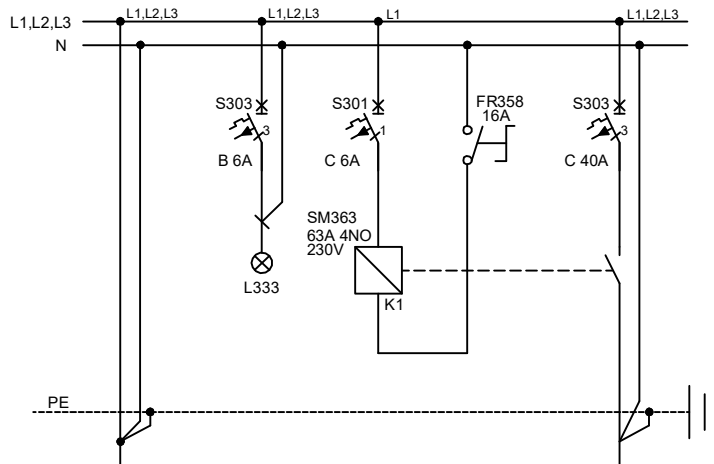 L1,L2,L3
L1,L2,L3
L1,L2,L3
L1
L1,L2,L3
N
S303
3
B 6A
S301
1
C 6A
FR358
16A
S303
3
C 40A
SM363
63A 4NO
230V
K1
L333
PE